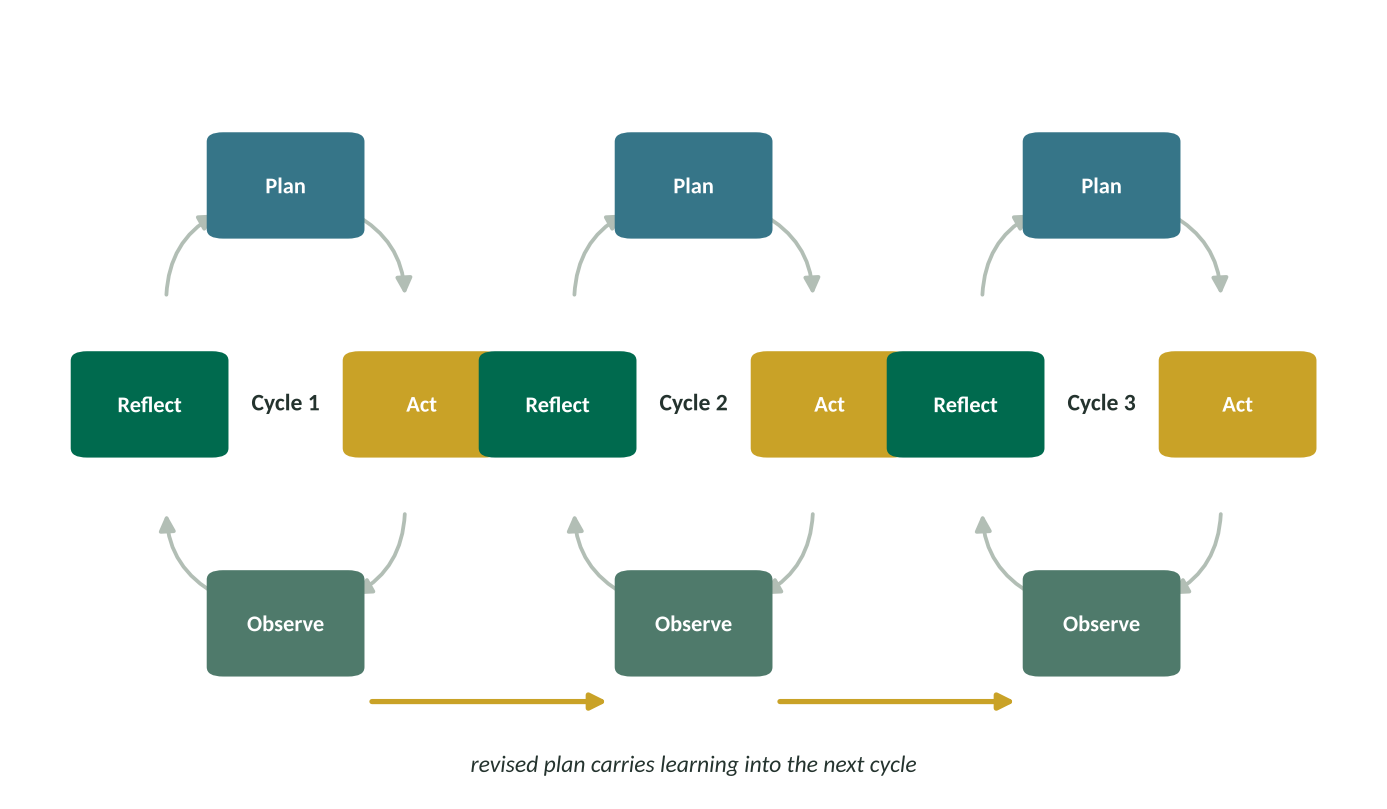 Plan
Plan
Plan
Reflect
Cycle 1
Act
Reflect
Cycle 2
Act
Reflect
Cycle 3
Act
Observe
Observe
Observe
revised plan carries learning into the next cycle